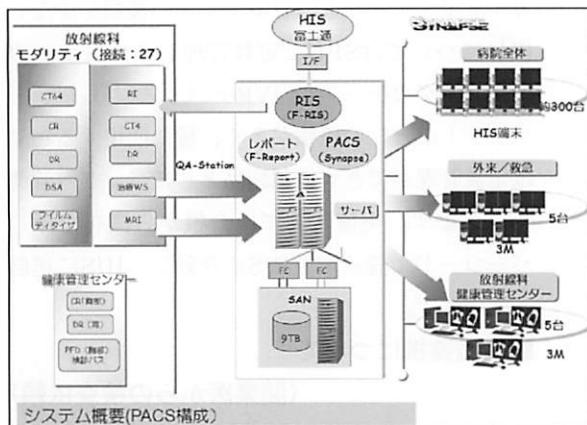 放射線科
モダリティ(接続:27)
CT64
CR
DR
DSA
フィルム
ディタイザ
RI
CT4
DR
治療WS
MRI
健康管理センター
CR(胸部)
DR(胃)
PFD(胸部)
検診バス
QA-Station
HIS
富士通
I/F
RIS
(F-RIS)
レポート
(F-Report)
PACS
(Synapse)
サーバ
FC
FC
SAN
9TB
SYNAPSE
病院全体
約300台
HIS端末
外来/救急
5台
3M
放射線科
健康管理センター
5台
3M
システム概要(PACS構成)